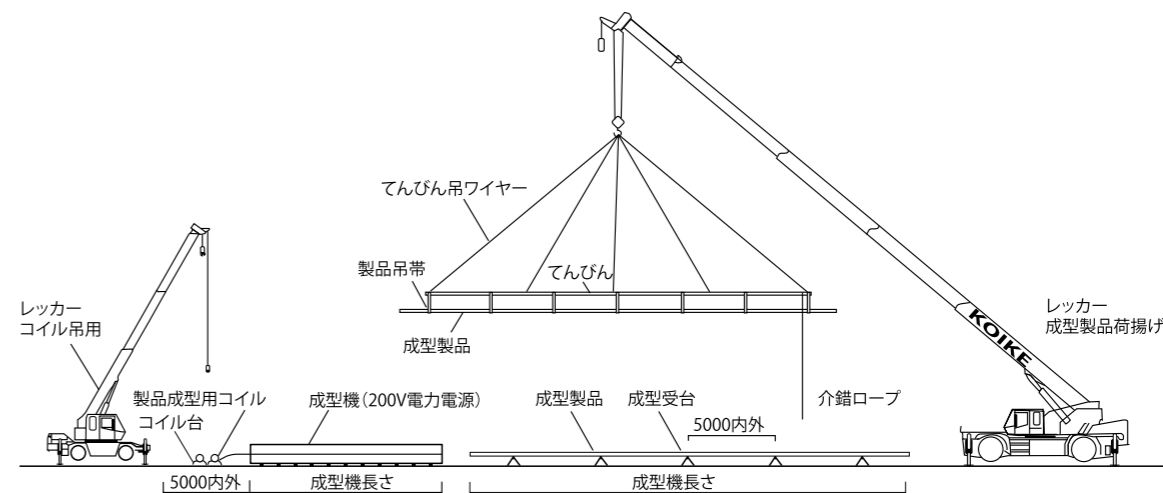 てんびん吊ワイヤー
製品吊帯
てんびん
成型製品
レッカー
コイル吊用
レッカー
成型製品荷揚げ
KOIKE
製品成型用コイル
コイル台
成型機（200V電力電源）
成型製品
成型受台
介錯ロープ
5000内外
5000内外
成型機長さ
成型機長さ